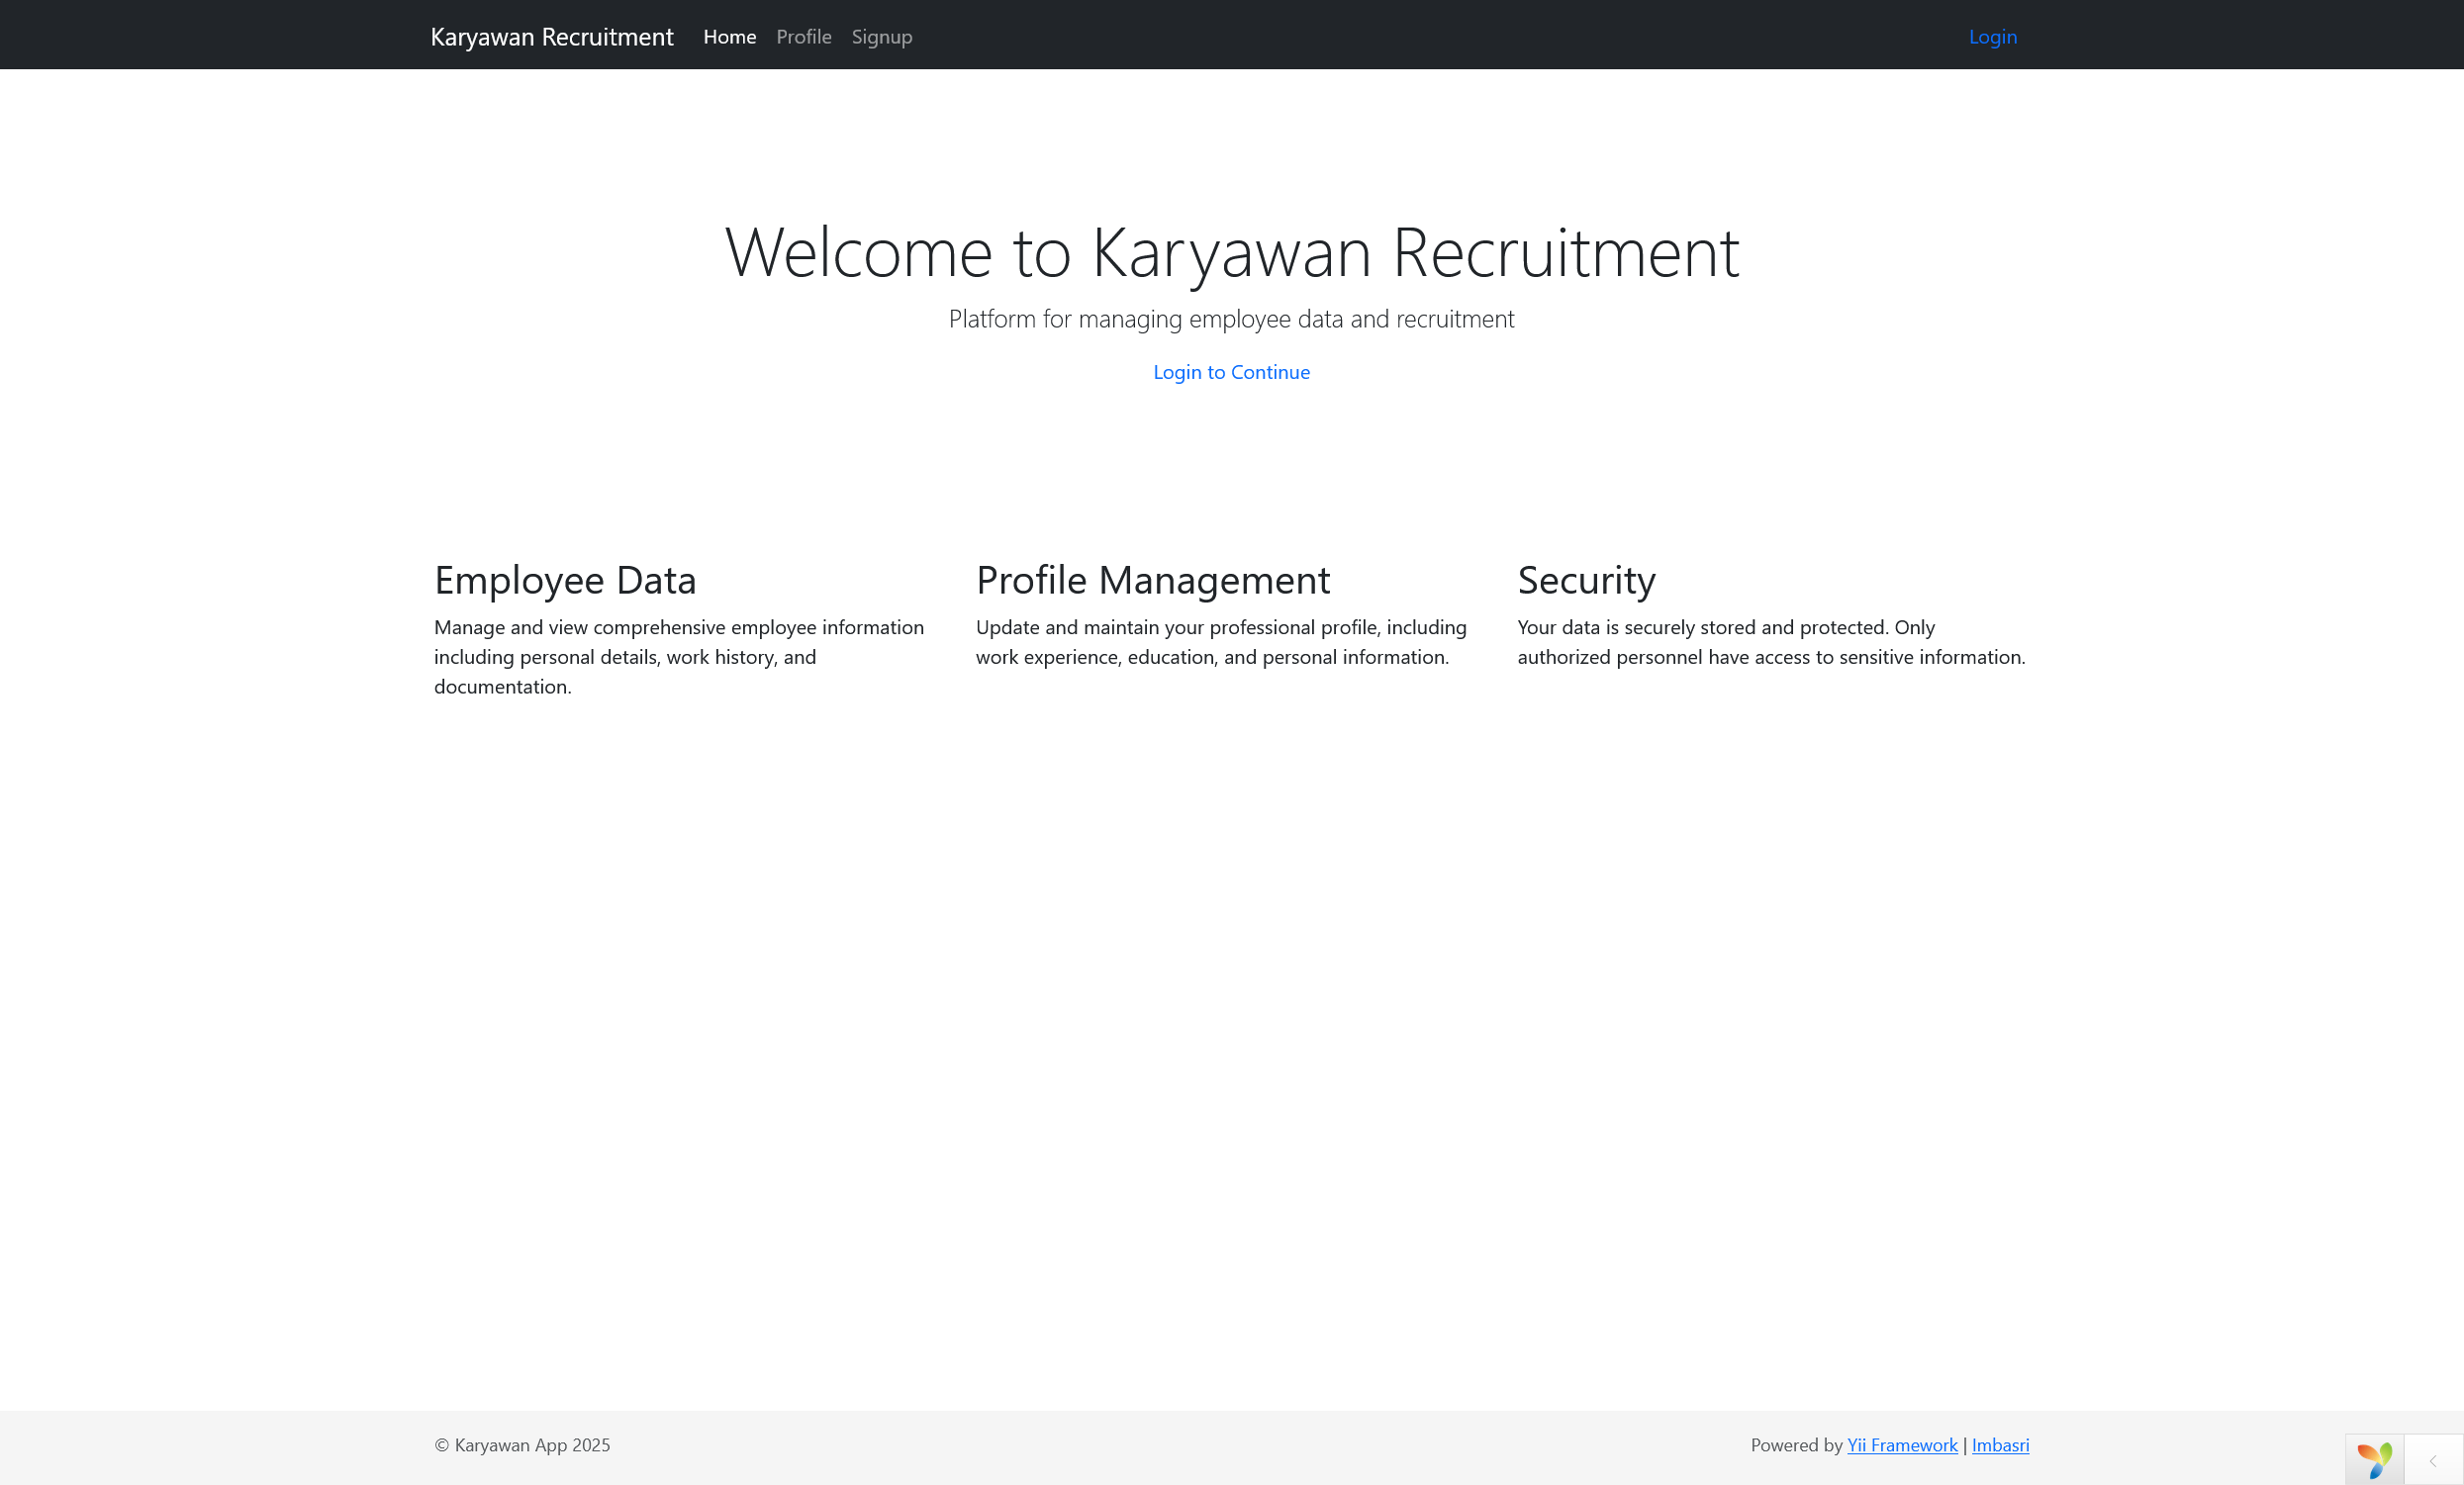 Karyawan Recruitment Home Profile Signup Login
Welcome to Karyawan Recruitment
Platform for managing employee data and recruitment
Login to Continue
Employee Data
Manage and view comprehensive employee information
including personal details, work history, and
documentation.
Profile Management
Update and maintain your professional profile, including
work experience, education, and personal information.
Security
Your data is securely stored and protected. Only
authorized personnel have access to sensitive information.
© Karyawan App 2025
Powered by Yii Framework | Imbasri